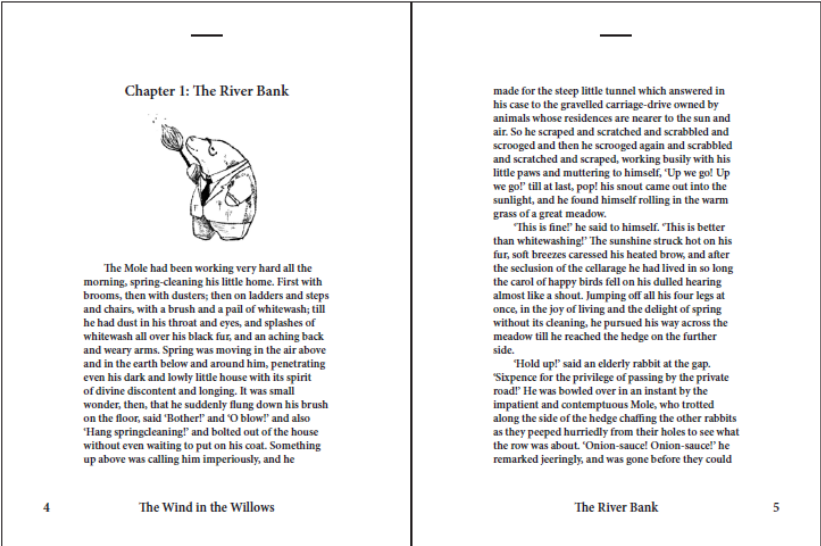 Chapter 1: The River Bank
The Mole had been working very hard all the
morning, spring-cleaning his little home. First with
brooms, then with dusters; then on ladders and steps
and chairs, with a brush and a pail of whitewash; till
he had dust in his throat and eyes, and splashes of
whitewash all over his black fur, and an aching back
and weary arms. Spring was moving in the air above
and in the earth below and around him, penetrating
even his dark and lowly little house with its spirit
of divine discontent and longing. It was small
wonder, then, that he suddenly flung down his brush
on the floor, said ‘Bother!’ and ‘O blow!’ and also
‘Hang springcleaning!’ and bolted out of the house
without even waiting to put on his coat. Something
up above was calling him imperiously, and he
4 The Wind in the Willows
made for the steep little tunnel which answered in
his case to the gravelled carriage-drive owned by
animals whose residences are nearer to the sun and
air. So he scraped and scratched and scrabbled and
scrooged and then he scrooged again and scrabbled
and scratched and scraped, working busily with his
little paws and muttering to himself, ‘Up we go! Up
we go!’ till at last, pop! his snout came out into the
sunlight, and he found himself rolling in the warm
grass of a great meadow.
‘This is fine!’ he said to himself. ‘This is better
than whitewashing!’ The sunshine struck hot on his
fur, soft breezes caressed his heated brow, and after
the seclusion of the cellarage he had lived in so long
the carol of happy birds fell on his dulled hearing
almost like a shout. Jumping off all his four legs at
once, in the joy of living and the delight of spring
without its cleaning, he pursued his way across the
meadow till he reached the hedge on the further
side.
‘Hold up!’ said an elderly rabbit at the gap.
‘Sixpence for the privilege of passing by the private
road!’ He was bowled over in an instant by the
impatient and contemptuous Mole, who trotted
along the side of the hedge chaffing the other rabbits
as they peeped hurriedly from their holes to see what
the row was about. ‘Onion-sauce! Onion-sauce!’ he
remarked jeeringly, and was gone before they could
The River Bank 5